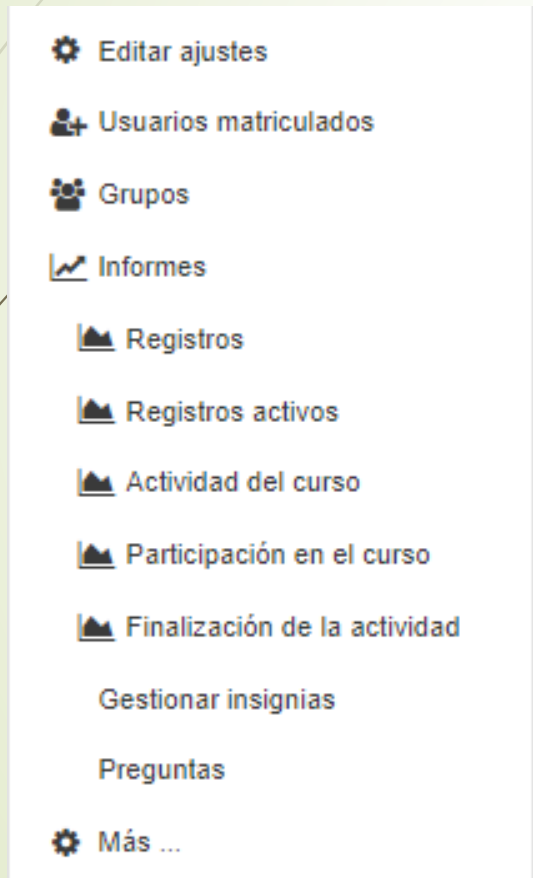 Editar ajustes
Usuarios matriculados
Grupos
Informes
Registros
Registros activos
Actividad del curso
Participación en el curso
Finalización de la actividad
Gestionar insignias
Preguntas
Más ...